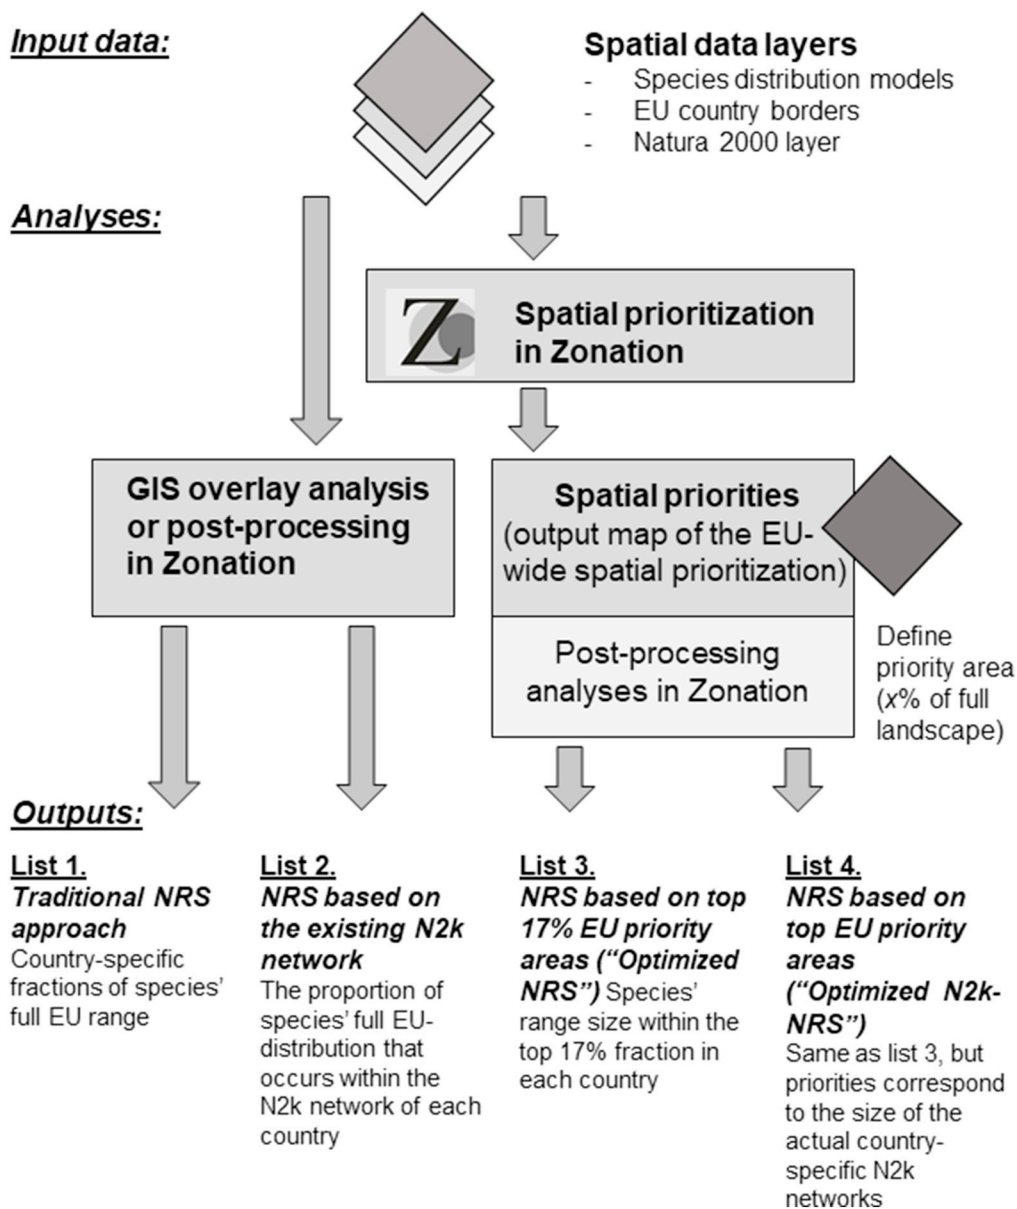 Input data:
Spatial data layers
- Species distribution models
- EU country borders
- Natura 2000 layer
Analyses:
Z
Spatial prioritization
in Zonation
GIS overlay analysis
or post-processing
in Zonation
Spatial priorities
(output map of the EU-
wide spatial prioritization)
Post-processing
analyses in Zonation
Define
priority area
(x% of full
landscape)
Outputs:
List 1.
Traditional NRS
approach
Country-specific
fractions of species’
full EU range
List 2.
NRS based on
the existing N2k
network
The proportion of
species’ full EU-
distribution that
occurs within the
N2k network of each
country
List 3.
NRS based on top
17% EU priority
areas (“Optimized
NRS”) Species’
range size within the
top 17% fraction in
each country
List 4.
NRS based on
top EU priority
areas
(“Optimized N2k-
NRS”)
Same as list 3, but
priorities correspond
to the size of the
actual country-
specific N2k
networks